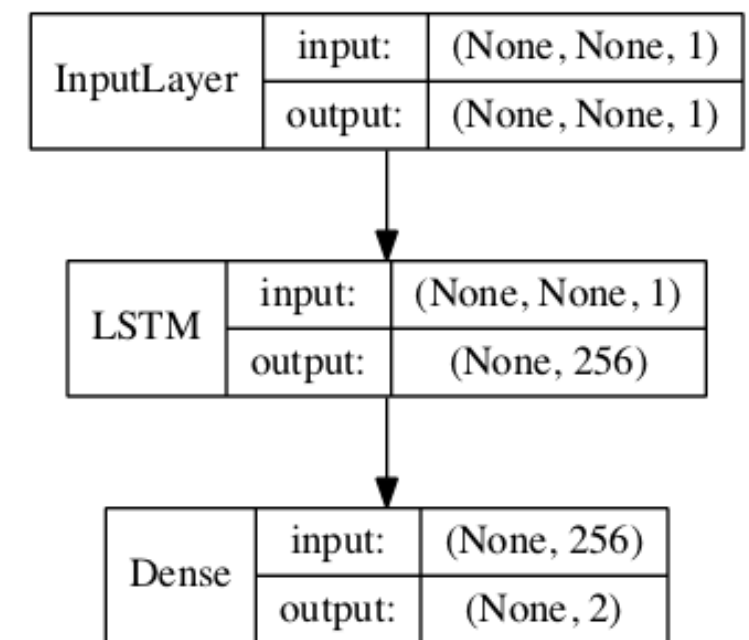 InputLayer
input: (None, None, 1)
output: (None, None, 1)
LSTM
input: (None, None, 1)
output: (None, 256)
Dense
input: (None, 256)
output: (None, 2)